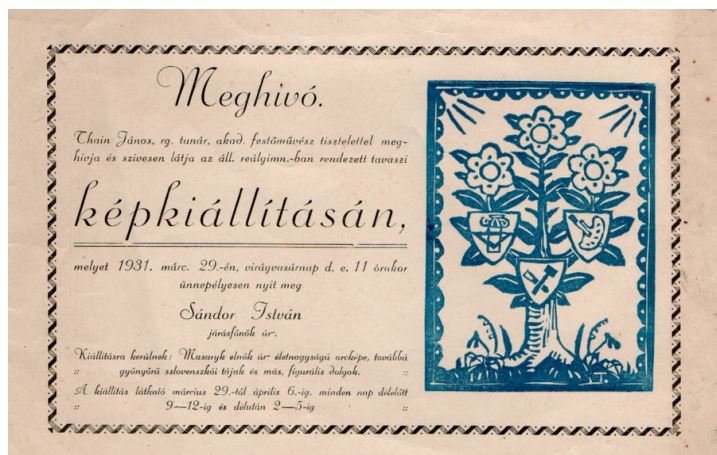 Meghivó.
Thain János, rg. tanár, akad. festőművész tisztelettel meg-
hivja és szivesen látja az áll. reálgimn.-ban rendezett tavaszi
képkiállításán,
melyet 1931. márc. 29.-én, virágvasárnap d. e. 11 órakor
ünnepélyesen nyit meg
Sándor István
járásfőnök úr.
Kiállításra kerülnek: Masaryk elnök úr életnagyságú arcképe, továbbá
:: gyönyörű szlovenszkói tájak és más, figurális dolgok. ::
A kiállítás látható március 29.-től április 6.-ig. minden nap délelőtt
:: 9—12-ig és délután 2—5-ig ::